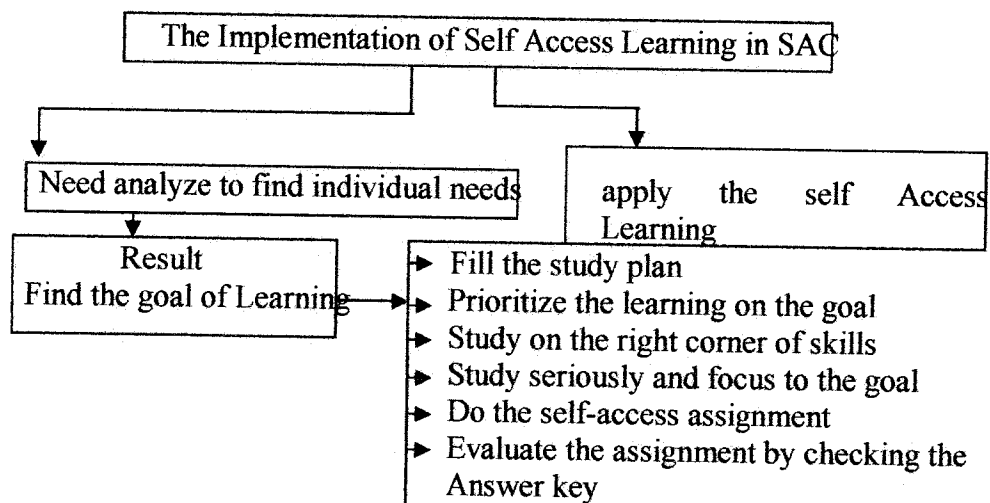 The Implementation of Self Access Learning in SAC
Need analyze to find individual needs
apply the self Access
Learning
Result
Find the goal of Learning
Fill the study plan
Prioritize the learning on the goal
Study on the right corner of skills
Study seriously and focus to the goal
Do the self-access assignment
Evaluate the assignment by checking the
Answer key